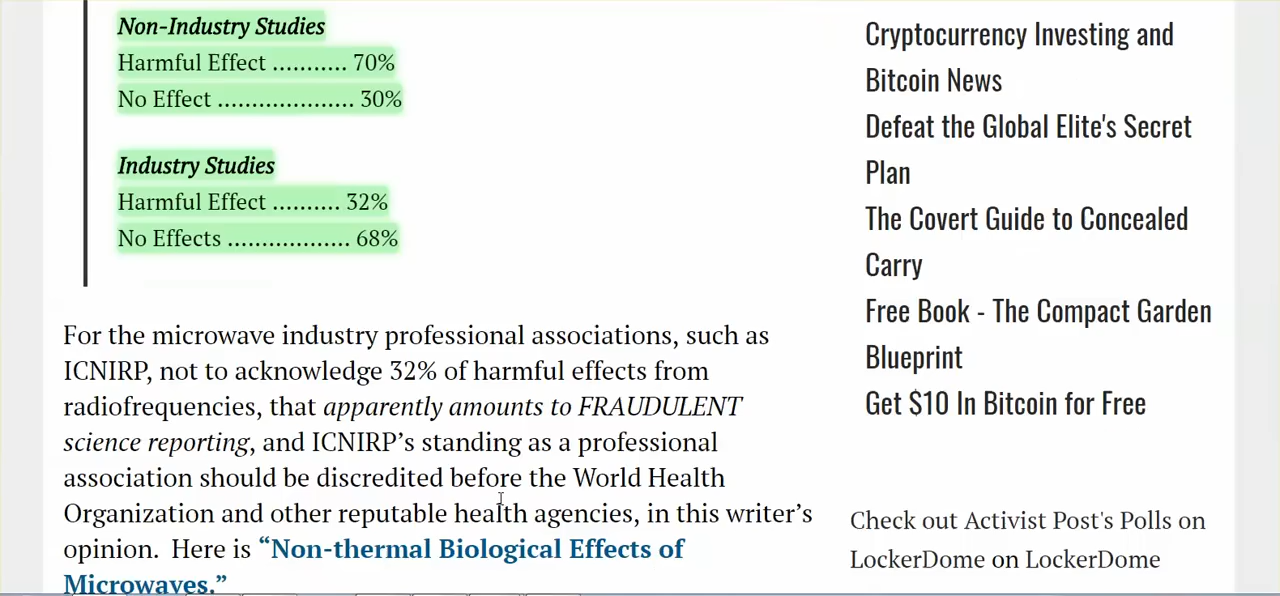 Non-Industry Studies
Harmful Effect ........... 70%
No Effect .................... 30%
Industry Studies
Harmful Effect .......... 32%
No Effects .................. 68%
For the microwave industry professional associations, such as
ICNIRP, not to acknowledge 32% of harmful effects from
radiofrequencies, that apparently amounts to FRAUDULENT
science reporting, and ICNIRP’s standing as a professional
association should be discredited before the World Health
Organization and other reputable health agencies, in this writer’s
opinion. Here is “Non-thermal Biological Effects of
Microwaves.”
Cryptocurrency Investing and
Bitcoin News
Defeat the Global Elite's Secret
Plan
The Covert Guide to Concealed
Carry
Free Book - The Compact Garden
Blueprint
Get $10 In Bitcoin for Free
Check out Activist Post's Polls on
LockerDome on LockerDome